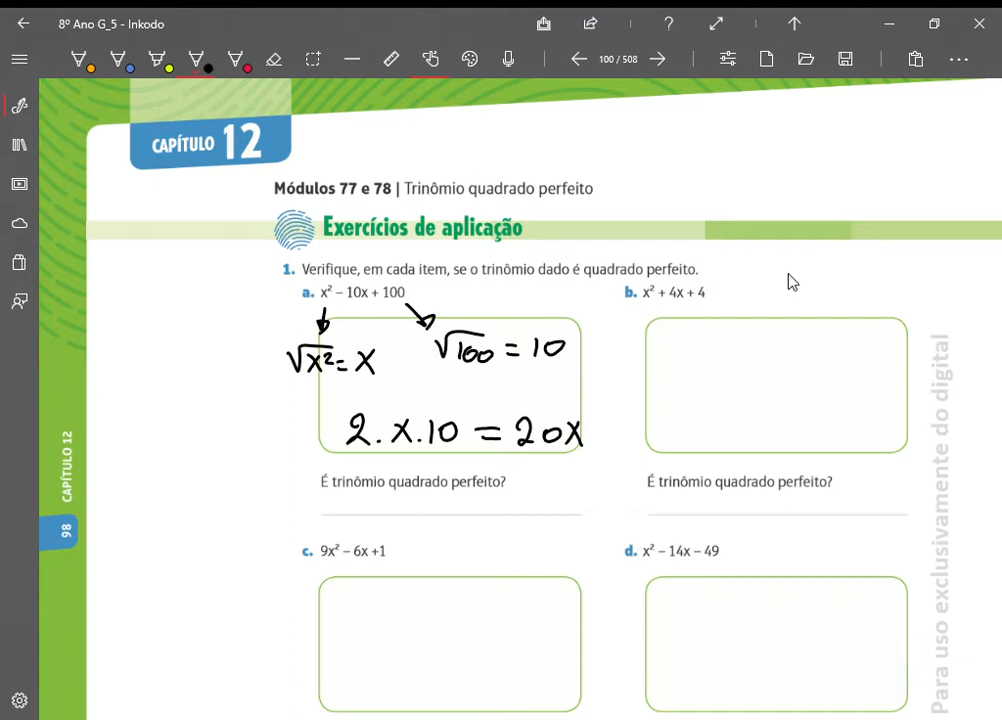 8º Ano G_5 - Inkodo
100 / 508
CAPÍTULO 12
Módulos 77 e 78 | Trinômio quadrado perfeito
Exercícios de aplicação
1. Verifique, em cada item, se o trinômio dado é quadrado perfeito.
a. x² – 10x + 100
b. x² + 4x + 4
√x² = x
√100 = 10
2 . x . 10 = 20x
É trinômio quadrado perfeito?
É trinômio quadrado perfeito?
c. 9x² – 6x +1
d. x² – 14x – 49
CAPÍTULO 12
98
Para uso exclusivamente do digital